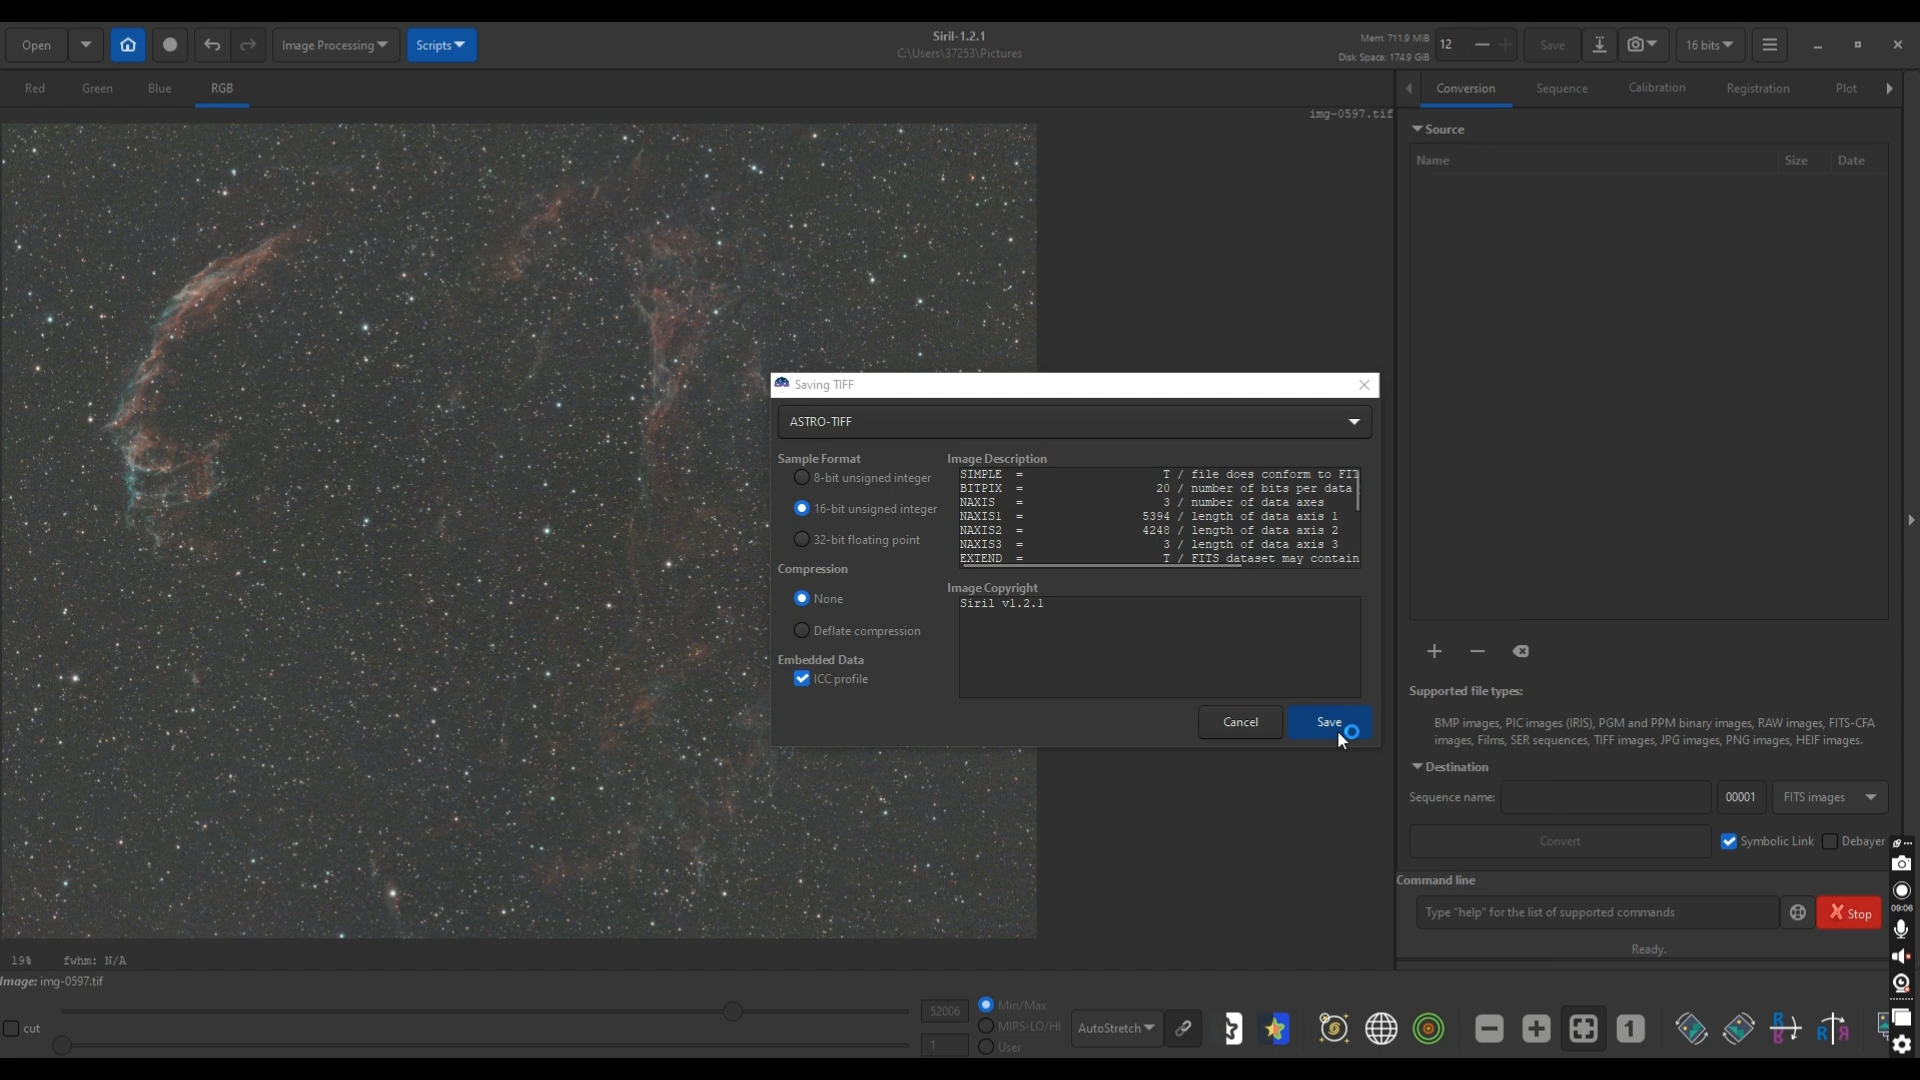 Open
Image Processing
Scripts
Siril-1.2.1
C:\Users\37253\Pictures
Mem: 711.9 MiB
Disk Space: 174.9 GiB
12
Save
16 bits
Red
Green
Blue
RGB
Conversion
Sequence
Calibration
Registration
Plot
img-0597.tif
Source
Name
Size
Date
Saving TIFF
ASTRO-TIFF
Sample Format
8-bit unsigned integer
16-bit unsigned integer
32-bit floating point
Compression
None
Deflate compression
Embedded Data
ICC profile
Image Description
SIMPLE = T / file does conform to FIT
BITPIX = 20 / number of bits per data
NAXIS = 3 / number of data axes
NAXIS1 = 5394 / length of data axis 1
NAXIS2 = 4248 / length of data axis 2
NAXIS3 = 3 / length of data axis 3
EXTEND = T / FITS dataset may contain
Image Copyright
Siril v1.2.1
Cancel
Save
Supported file types:
BMP images, PIC images (IRIS), PGM and PPM binary images, RAW images, FITS-CFA
images, Films, SER sequences, TIFF images, JPG images, PNG images, HEIF images.
Destination
Sequence name:
00001
FITS images
Convert
Symbolic Link
Debayer
Command line
Type "help" for the list of supported commands
Stop
Ready.
09:06
19%
fwhm: N/A
Image: img-0597.tif
cut
52006
1
Min/Max
MIPS-LO/HI
User
AutoStretch
1
R
R
R
R